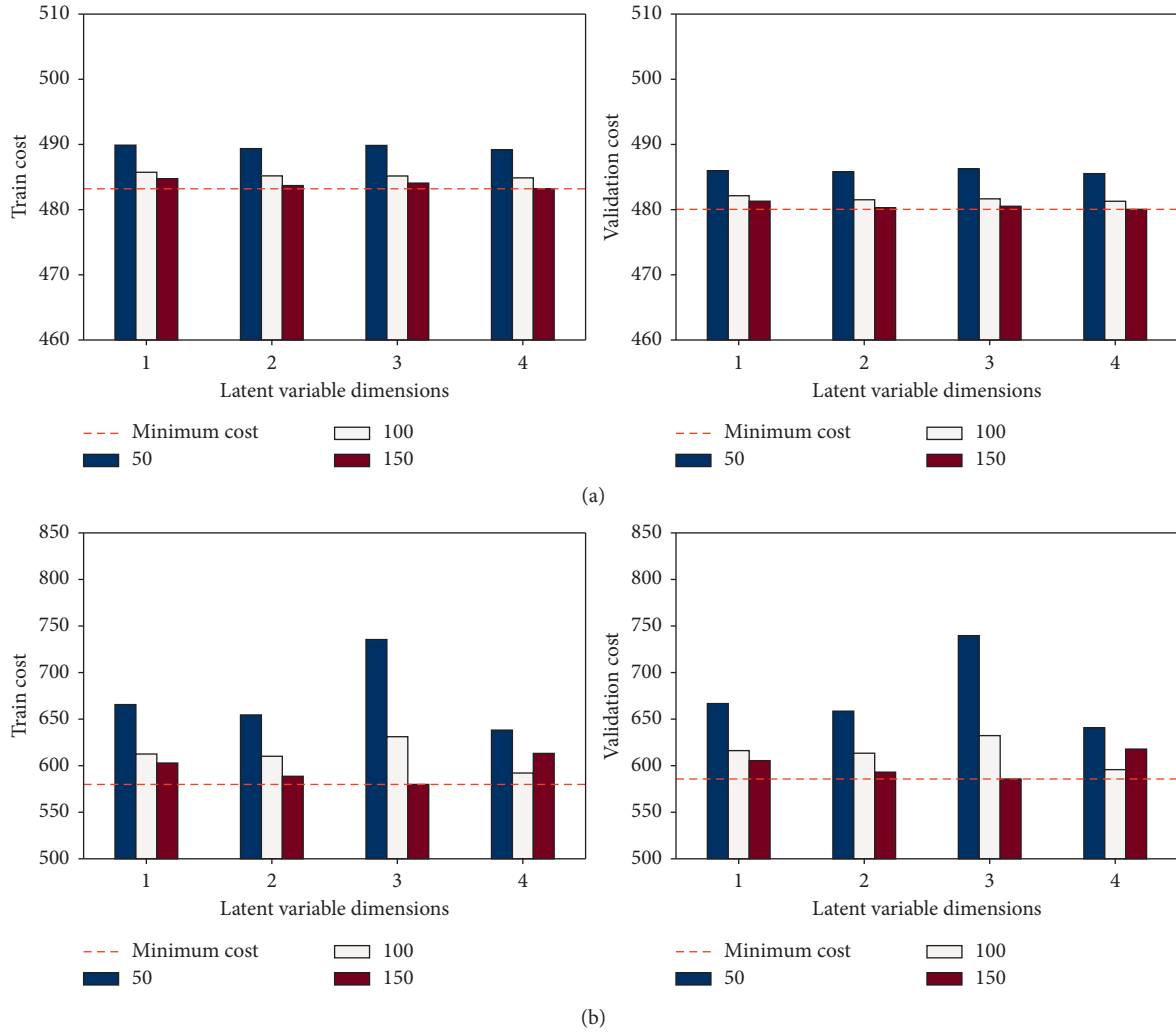 Train cost
510
500
490
480
470
460
1 2 3 4
Latent variable dimensions
Minimum cost 100
50 150
Validation cost
510
500
490
480
470
460
1 2 3 4
Latent variable dimensions
Minimum cost 100
50 150
(a)
Train cost
850
800
750
700
650
600
550
500
1 2 3 4
Latent variable dimensions
Minimum cost 100
50 150
Validation cost
850
800
750
700
650
600
550
500
1 2 3 4
Latent variable dimensions
Minimum cost 100
50 150
(b)